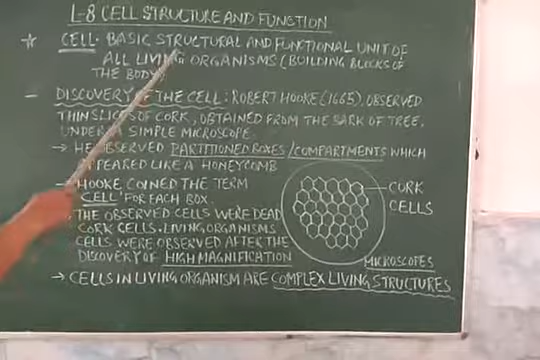 L-8 CELL STRUCTURE AND FUNCTION
CELL: BASIC STRUCTURAL AND FUNCTIONAL UNIT OF
ALL LIVING ORGANISMS (BUILDING BLOCKS OF
THE BODY)
- DISCOVERY OF THE CELL: ROBERT HOOKE (1665), OBSERVED
THIN SLICES OF CORK, OBTAINED FROM THE BARK OF TREE,
UNDER A SIMPLE MICROSCOPE.
→ HE OBSERVED PARTITIONED BOXES/COMPARTMENTS WHICH
APPEARED LIKE A HONEYCOMB
HOOKE COINED THE TERM
'CELL' FOR EACH BOX.
THE OBSERVED CELLS WERE DEAD
CORK CELLS. LIVING ORGANISMS
CELLS WERE OBSERVED AFTER THE
DISCOVERY OF HIGH MAGNIFICATION
MICROSCOPES
→ CELLS IN LIVING ORGANISM ARE COMPLEX LIVING STRUCTURES
CORK
CELLS